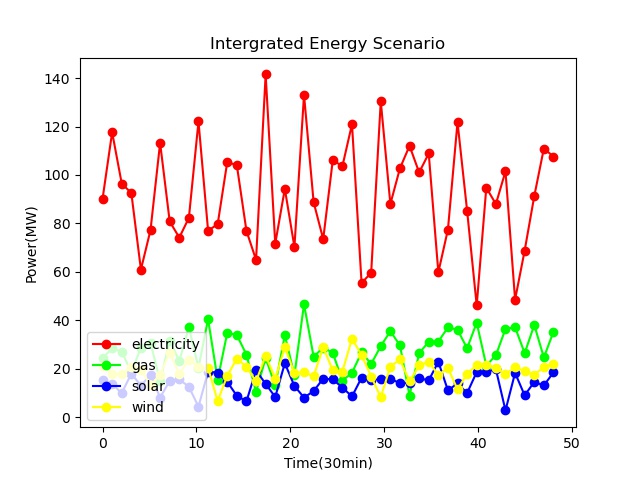 Intergrated Energy Scenario
Power(MW)
140
120
100
80
60
40
20
0
electricity
gas
solar
wind
0 10 20 30 40 50
Time(30min)